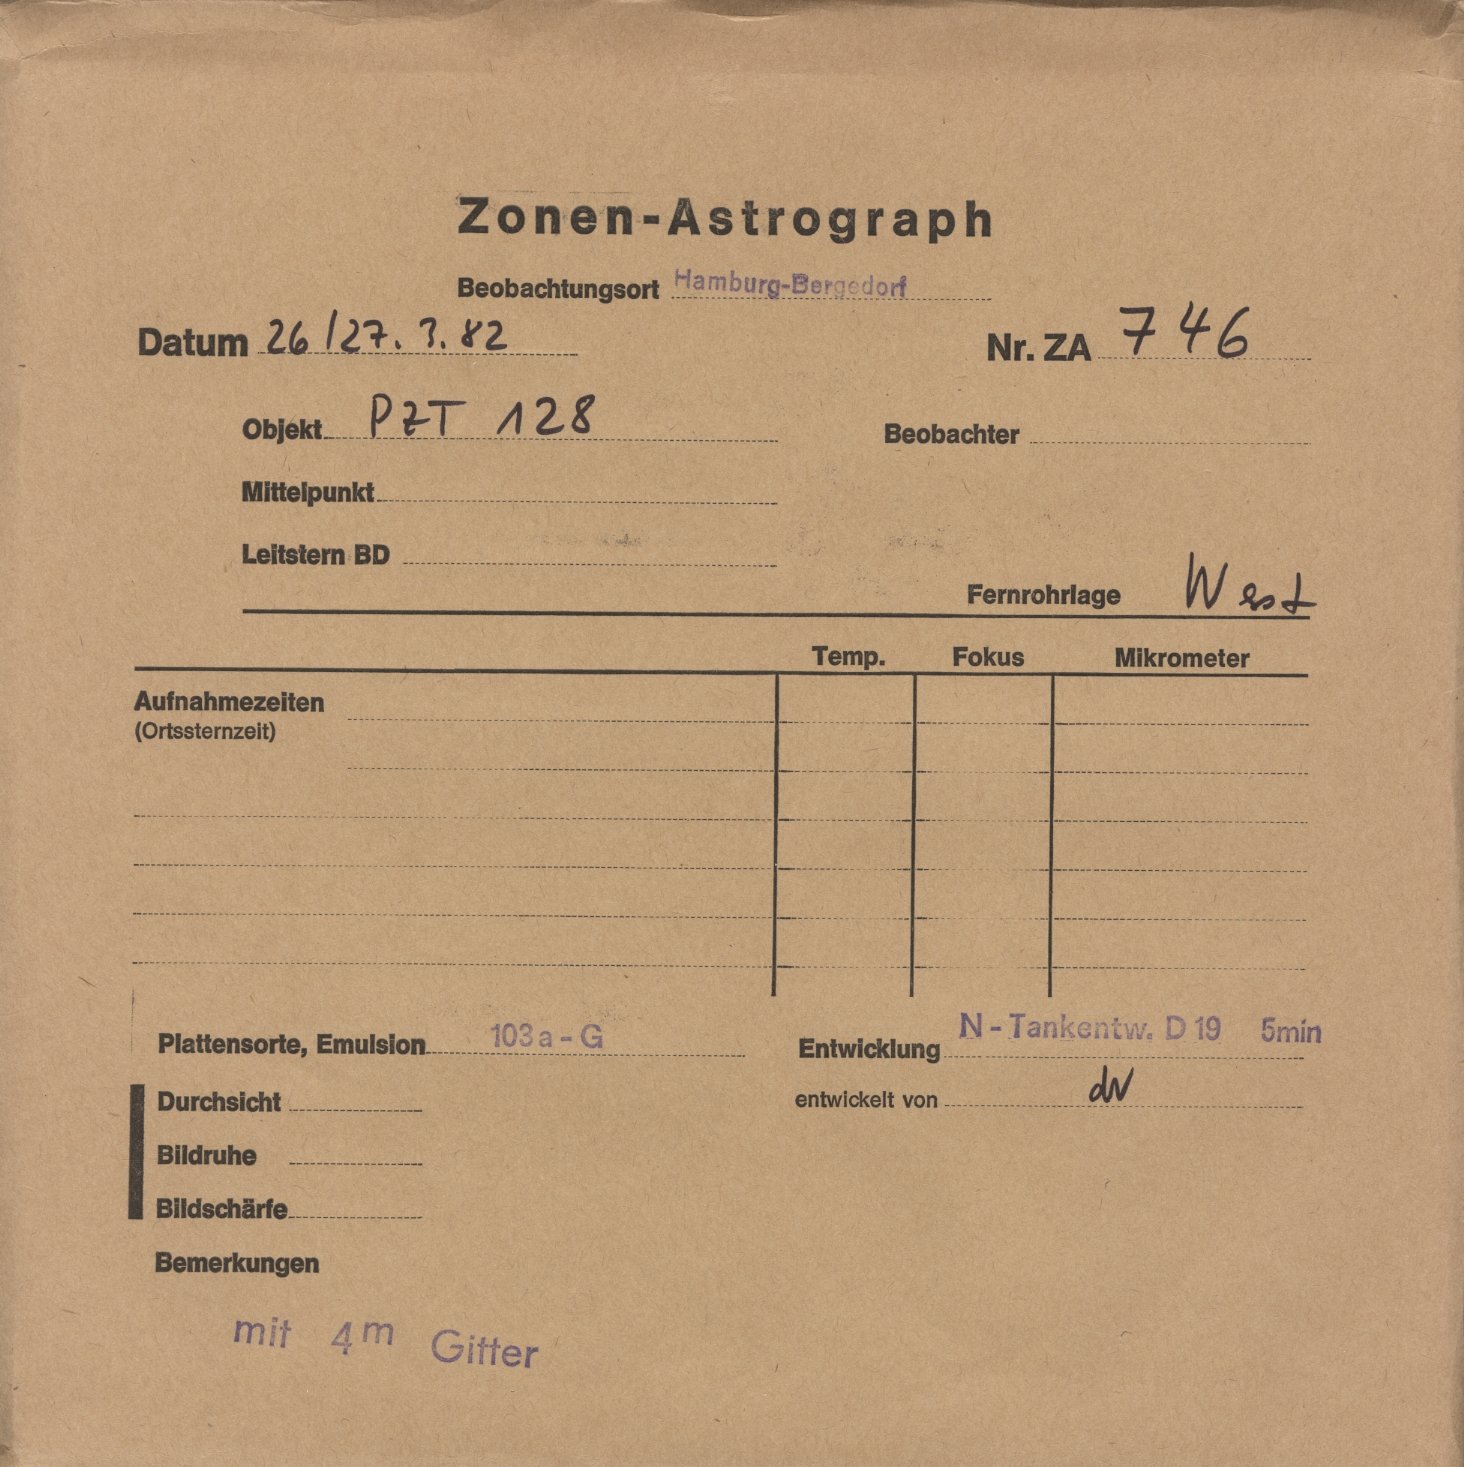 Zonen-Astrograph
Beobachtungsort Hamburg-Bergedorf
Datum 26/27. 3. 82 Nr. ZA 746
Objekt PZT 128 Beobachter
Mittelpunkt
Leitstern BD
Fernrohrlage West
Temp. Fokus Mikrometer
Aufnahmezeiten
(Ortssternzeit)
Plattensorte, Emulsion 103a-G Entwicklung N-Tankentw. D 19 5min
Durchsicht entwickelt von dW
Bildruhe
Bildschärfe
Bemerkungen
mit 4m Gitter